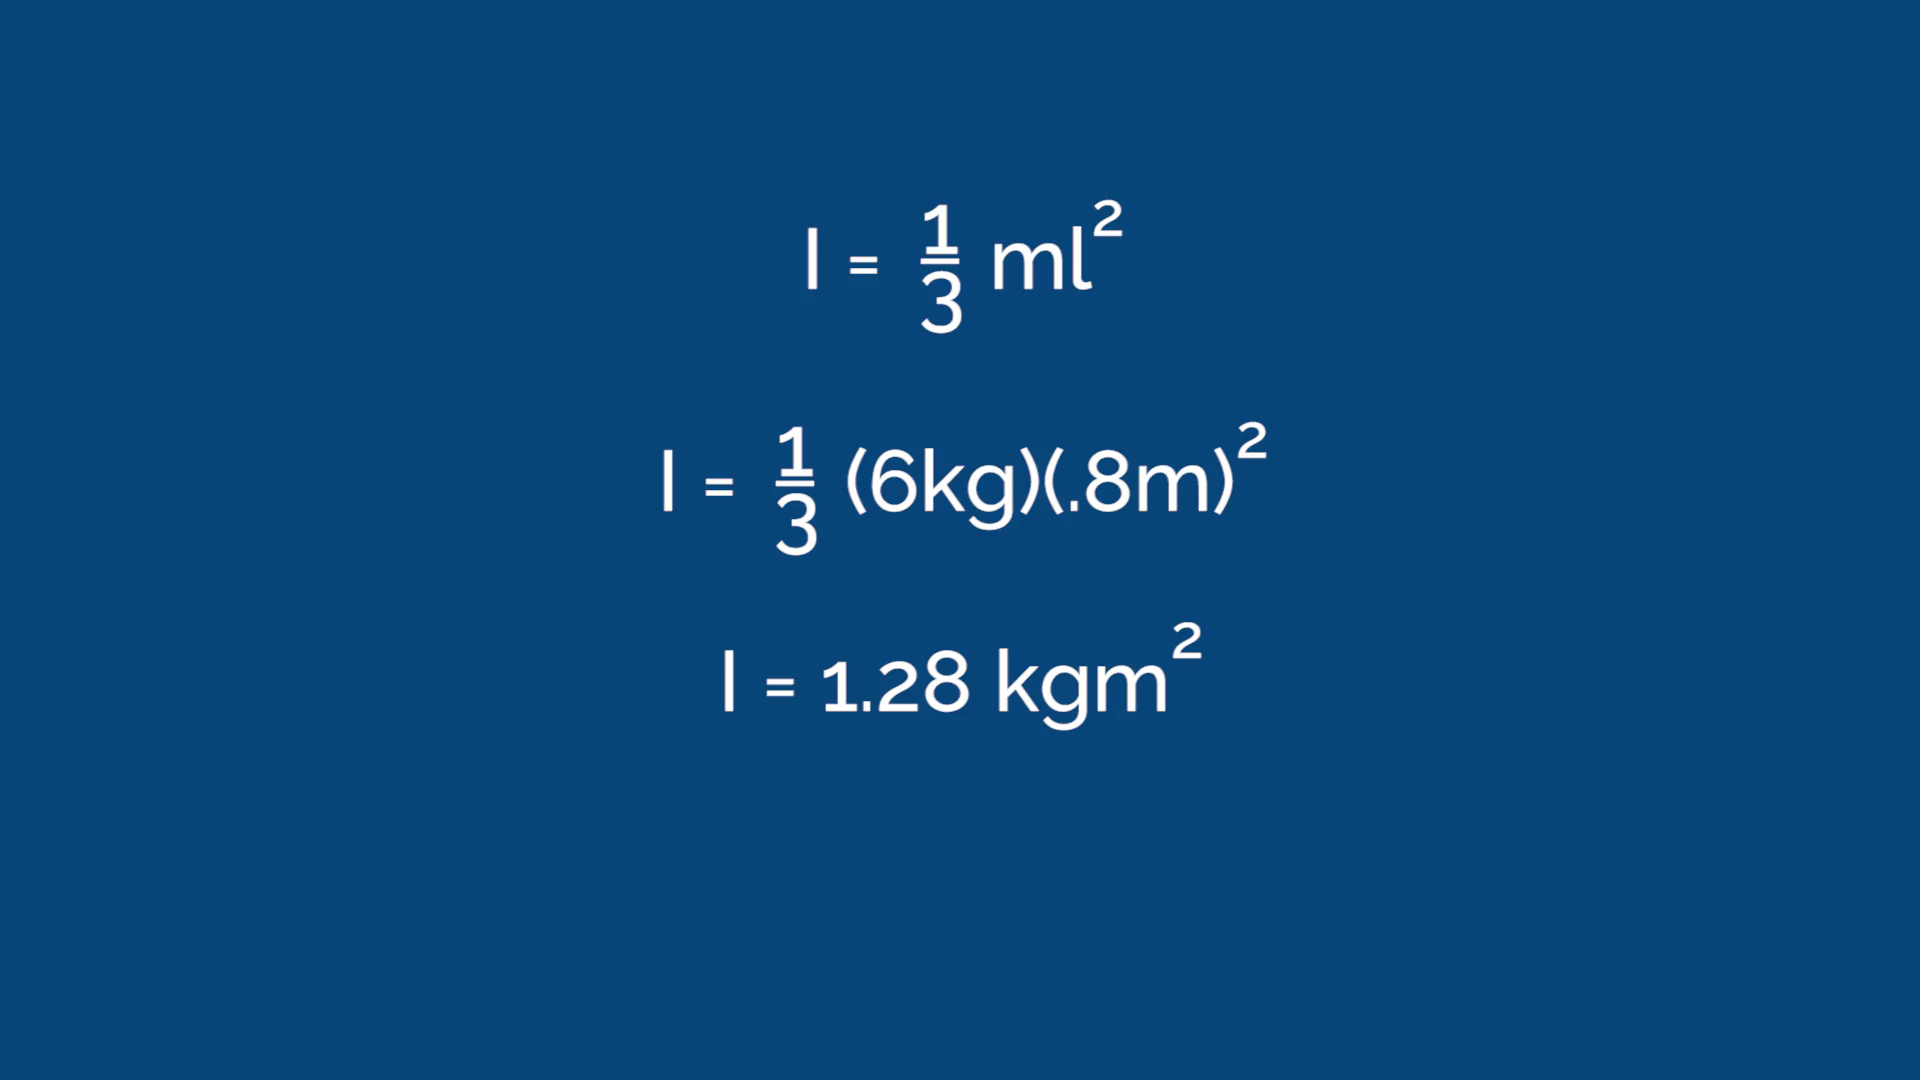 I = 1/3 ml²
I = 1/3 (6kg)(.8m)²
I = 1.28 kgm²